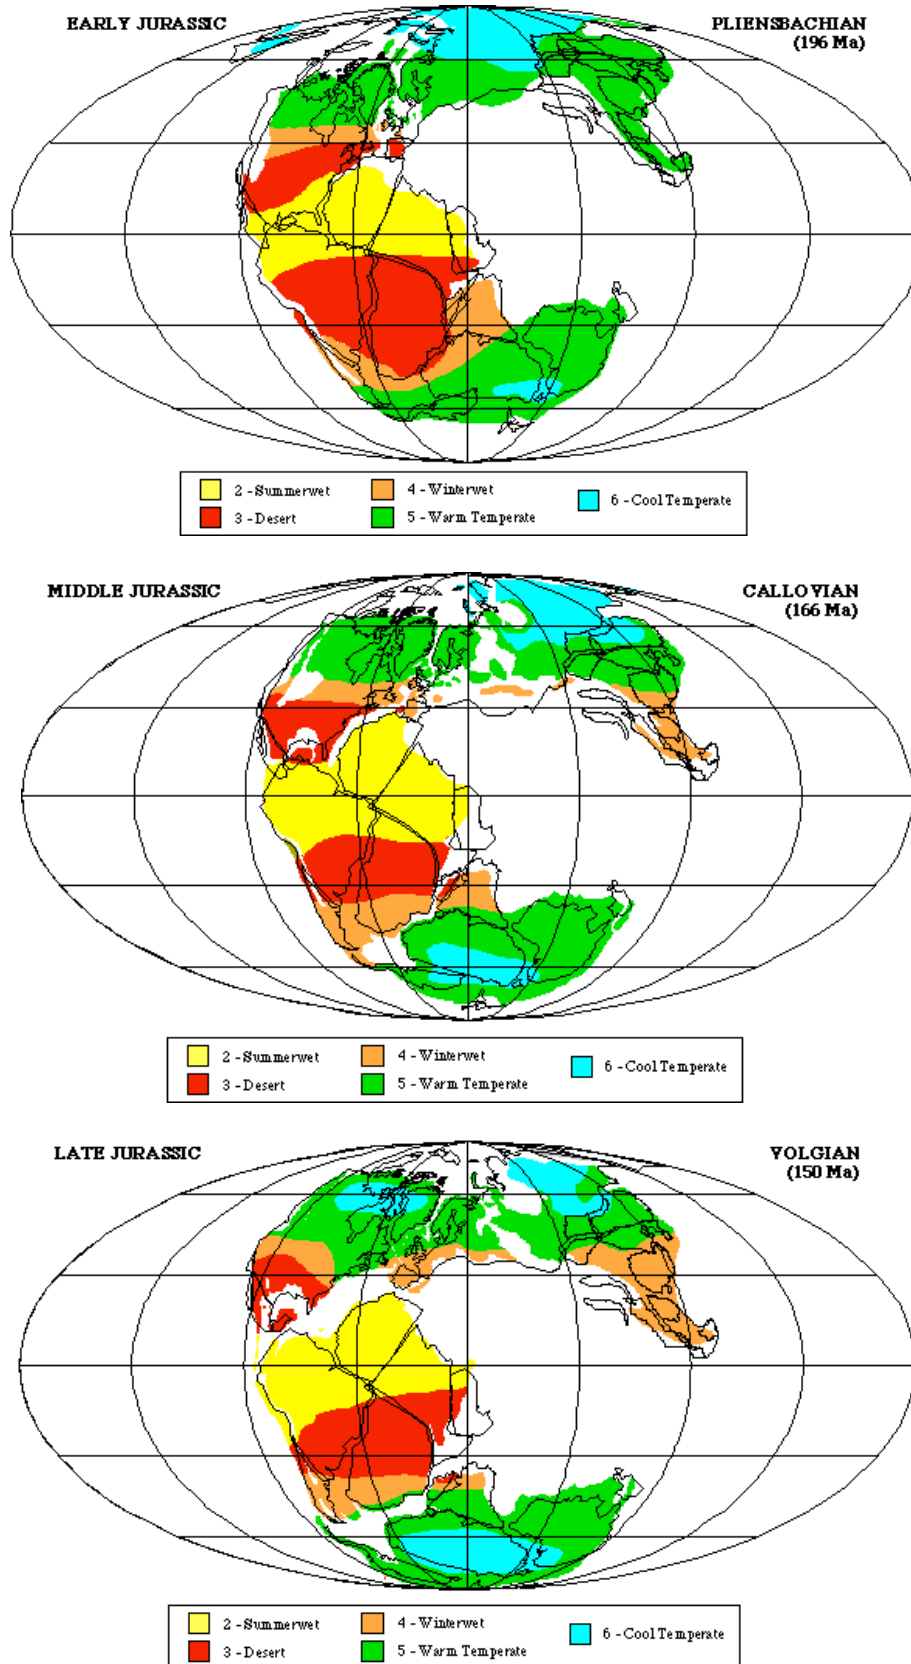 EARLY JURASSIC
PLIENSBACHIAN
(196 Ma)
2 - Summerwet
4 - Winterwet
6 - Cool Temperate
3 - Desert
5 - Warm Temperate
MIDDLE JURASSIC
CALLOVIAN
(166 Ma)
2 - Summerwet
4 - Winterwet
6 - Cool Temperate
3 - Desert
5 - Warm Temperate
LATE JURASSIC
VOLGIAN
(150 Ma)
2 - Summerwet
4 - Winterwet
6 - Cool Temperate
3 - Desert
5 - Warm Temperate